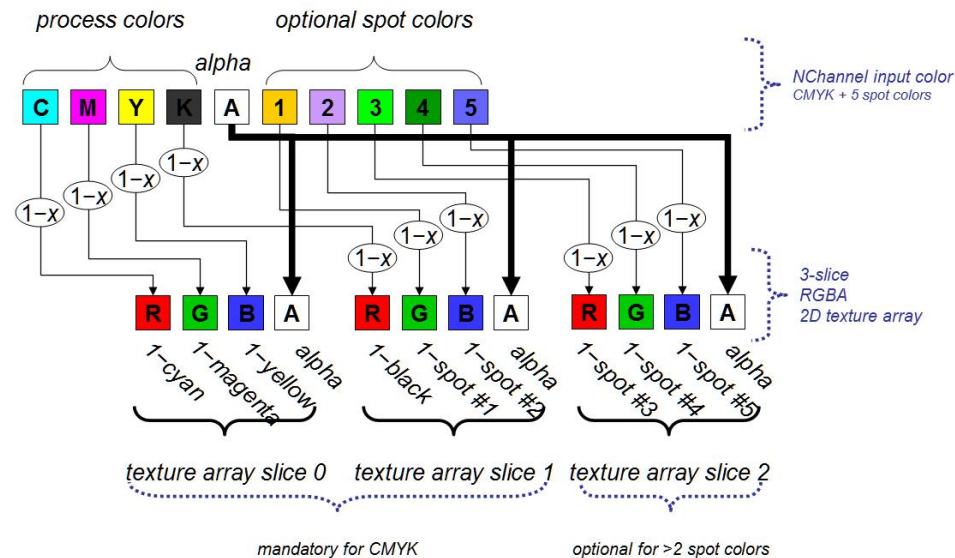 process colors
optional spot colors
alpha
NChannel input color
CMYK + 5 spot colors
C M Y K A 1 2 3 4 5
1–x 1–x 1–x 1–x 1–x 1–x 1–x 1–x 1–x
3-slice
RGBA
2D texture array
R G B A R G B A R G B A
1–cyan
1–magenta
1–yellow
alpha
1–black
1–spot #1
1–spot #2
alpha
1–spot #3
1–spot #4
1–spot #5
alpha
texture array slice 0
texture array slice 1
texture array slice 2
mandatory for CMYK
optional for >2 spot colors